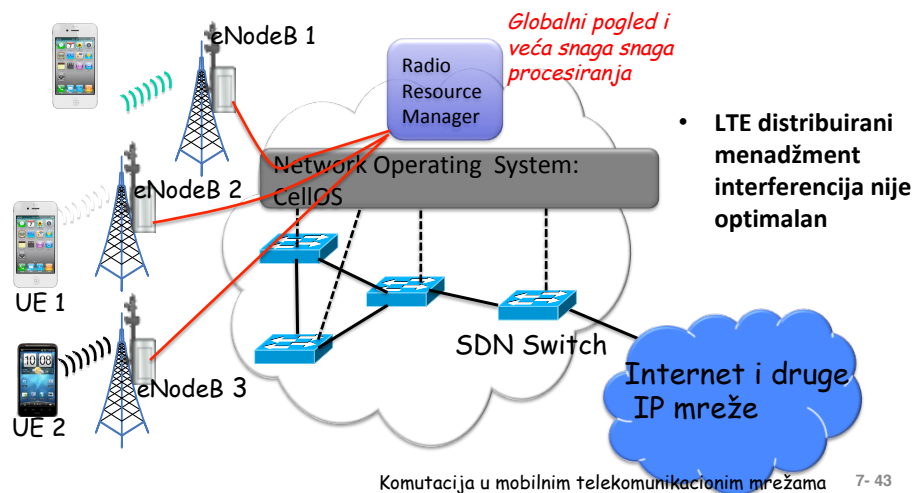 eNodeB 1
Globalni pogled i
veća snaga snaga
procesiranja
Radio
Resource
Manager
• LTE distribuirani
menadžment
interferencija nije
optimalan
Network Operating System:
CellOS
eNodeB 2
UE 1
SDN Switch
eNodeB 3
10 08
UE 2
Internet i druge
IP mreže
Komutacija u mobilnim telekomunikacionim mrežama 7- 43